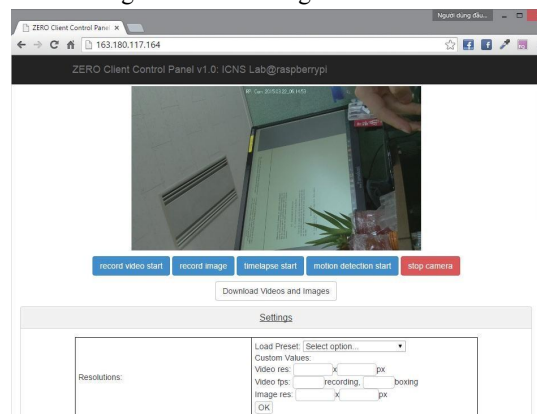 Người dùng đầu...
ZERO Client Control Pane
163.180.117.164
ZERO Client Control Panel v1.0: ICNS Lab@raspberrypi
record video start
record image
timelapse start
motion detection start
stop camera
Download Videos and Images
Settings
Resolutions:
Load Preset: Select option...
Custom Values:
Video res: x px
Video fps: recording, boxing
Image res: x px
OK